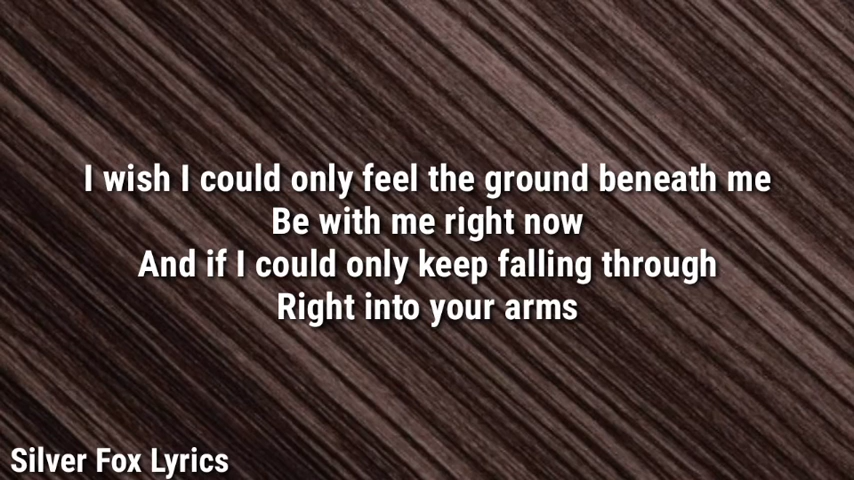 I wish I could only feel the ground beneath me
Be with me right now
And if I could only keep falling through
Right into your arms
Silver Fox Lyrics